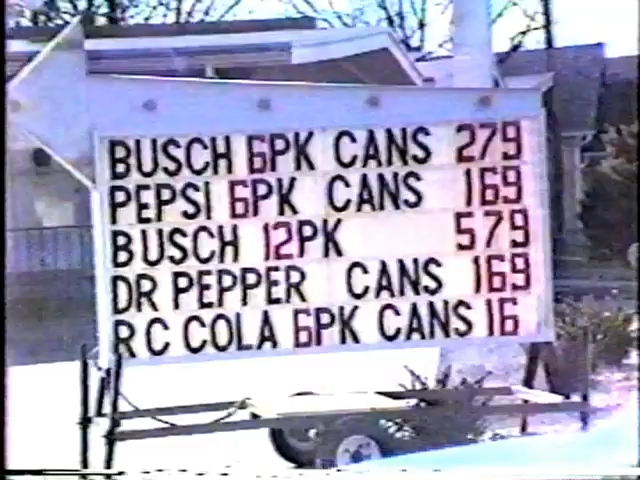 BUSCH 6PK CANS 279
PEPSI 6PK CANS 169
BUSCH 12PK 579
DR PEPPER CANS 169
RC COLA 6PK CANS 16